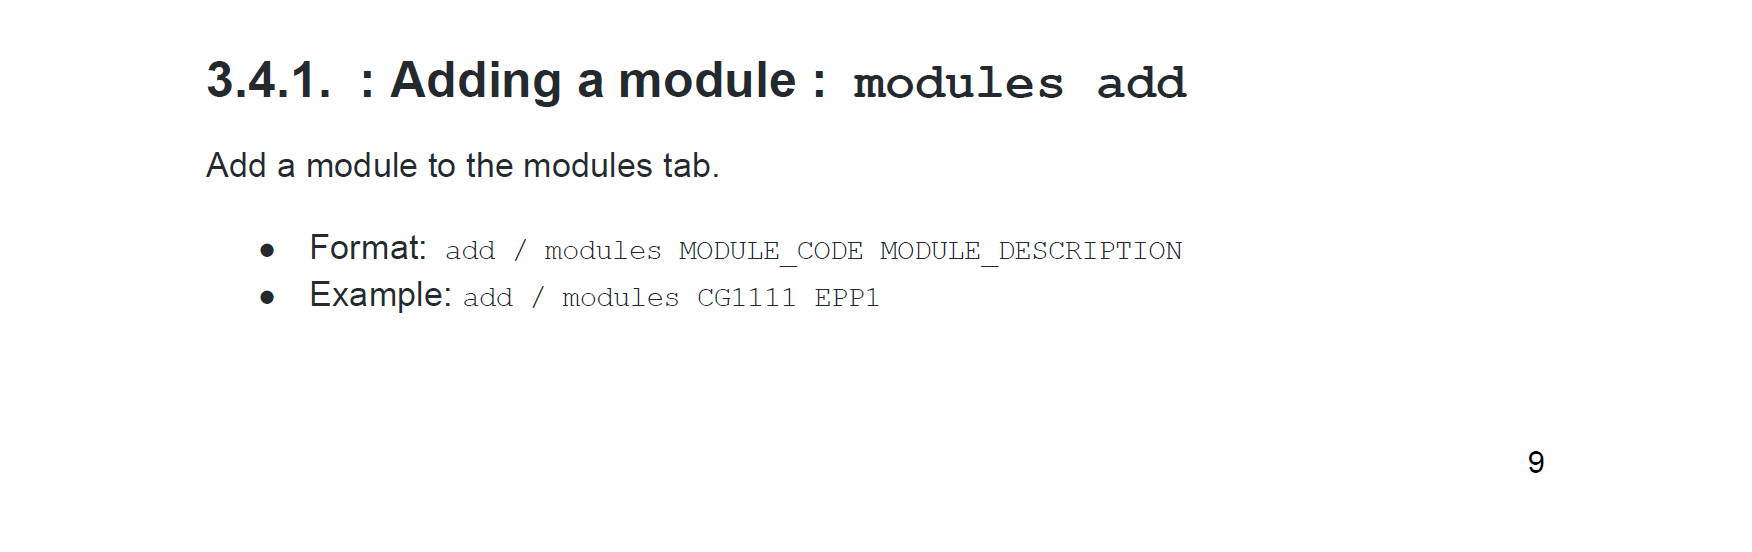 3.4.1. : Adding a module : modules add
Add a module to the modules tab.
● Format: add / modules MODULE_CODE MODULE_DESCRIPTION
● Example: add / modules CG1111 EPP1
9